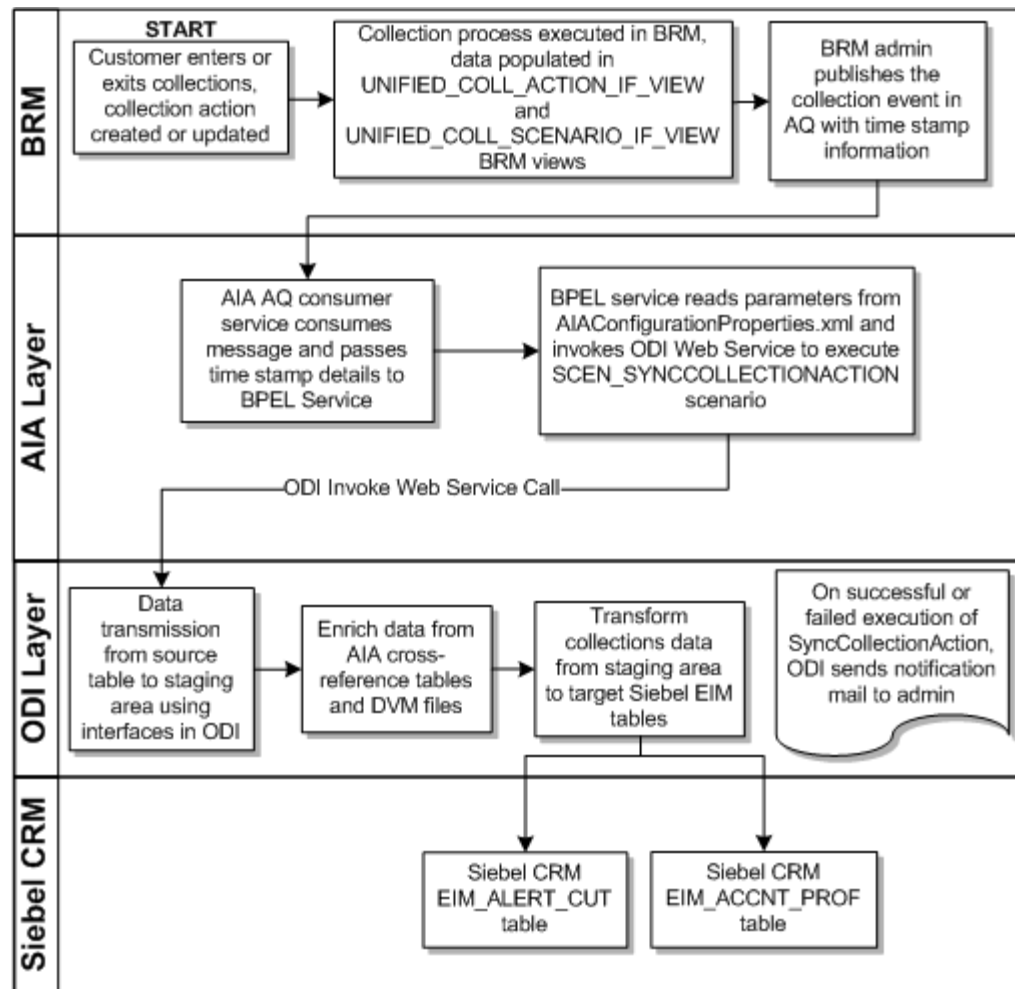 BRM
START
Customer enters or
exits collections,
collection action
created or updated
Collection process executed in BRM,
data populated in
UNIFIED_COLL_ACTION_IF_VIEW
and
UNIFIED_COLL_SCENARIO_IF_VIEW
BRM views
BRM admin
publishes the
collection event in
AQ with time stamp
information
AIA Layer
AIA AQ consumer
service consumes
message and passes
time stamp details to
BPEL Service
BPEL service reads parameters from
AIAConfigurationProperties.xml and
invokes ODI Web Service to execute
SCEN_SYNCCOLLECTIONACTION
scenario
ODI Invoke Web Service Call
ODI Layer
Data
transmission
from source
table to staging
area using
interfaces in ODI
Enrich data from
AIA cross-
reference tables
and DVM files
Transform
collections data
from staging area
to target Siebel EIM
tables
On successful or
failed execution of
SyncCollectionAction,
ODI sends notification
mail to admin
Siebel CRM
Siebel CRM
EIM_ALERT_CUT
table
Siebel CRM
EIM_ACCNT_PROF
table